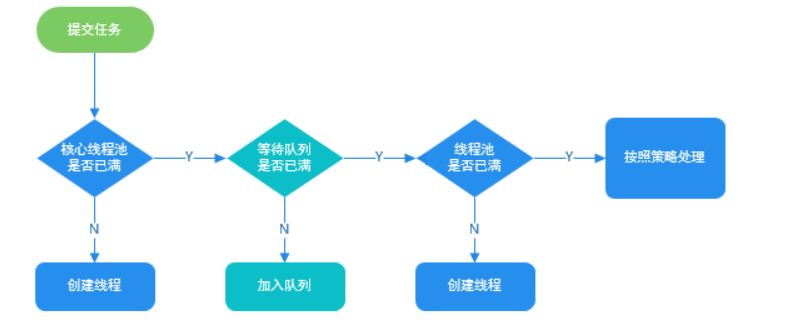 提交任务
核心线程池
是否已满
Y
等待队列
是否已满
Y
线程池
是否已满
Y
按照策略处理
N
N
N
创建线程
加入队列
创建线程